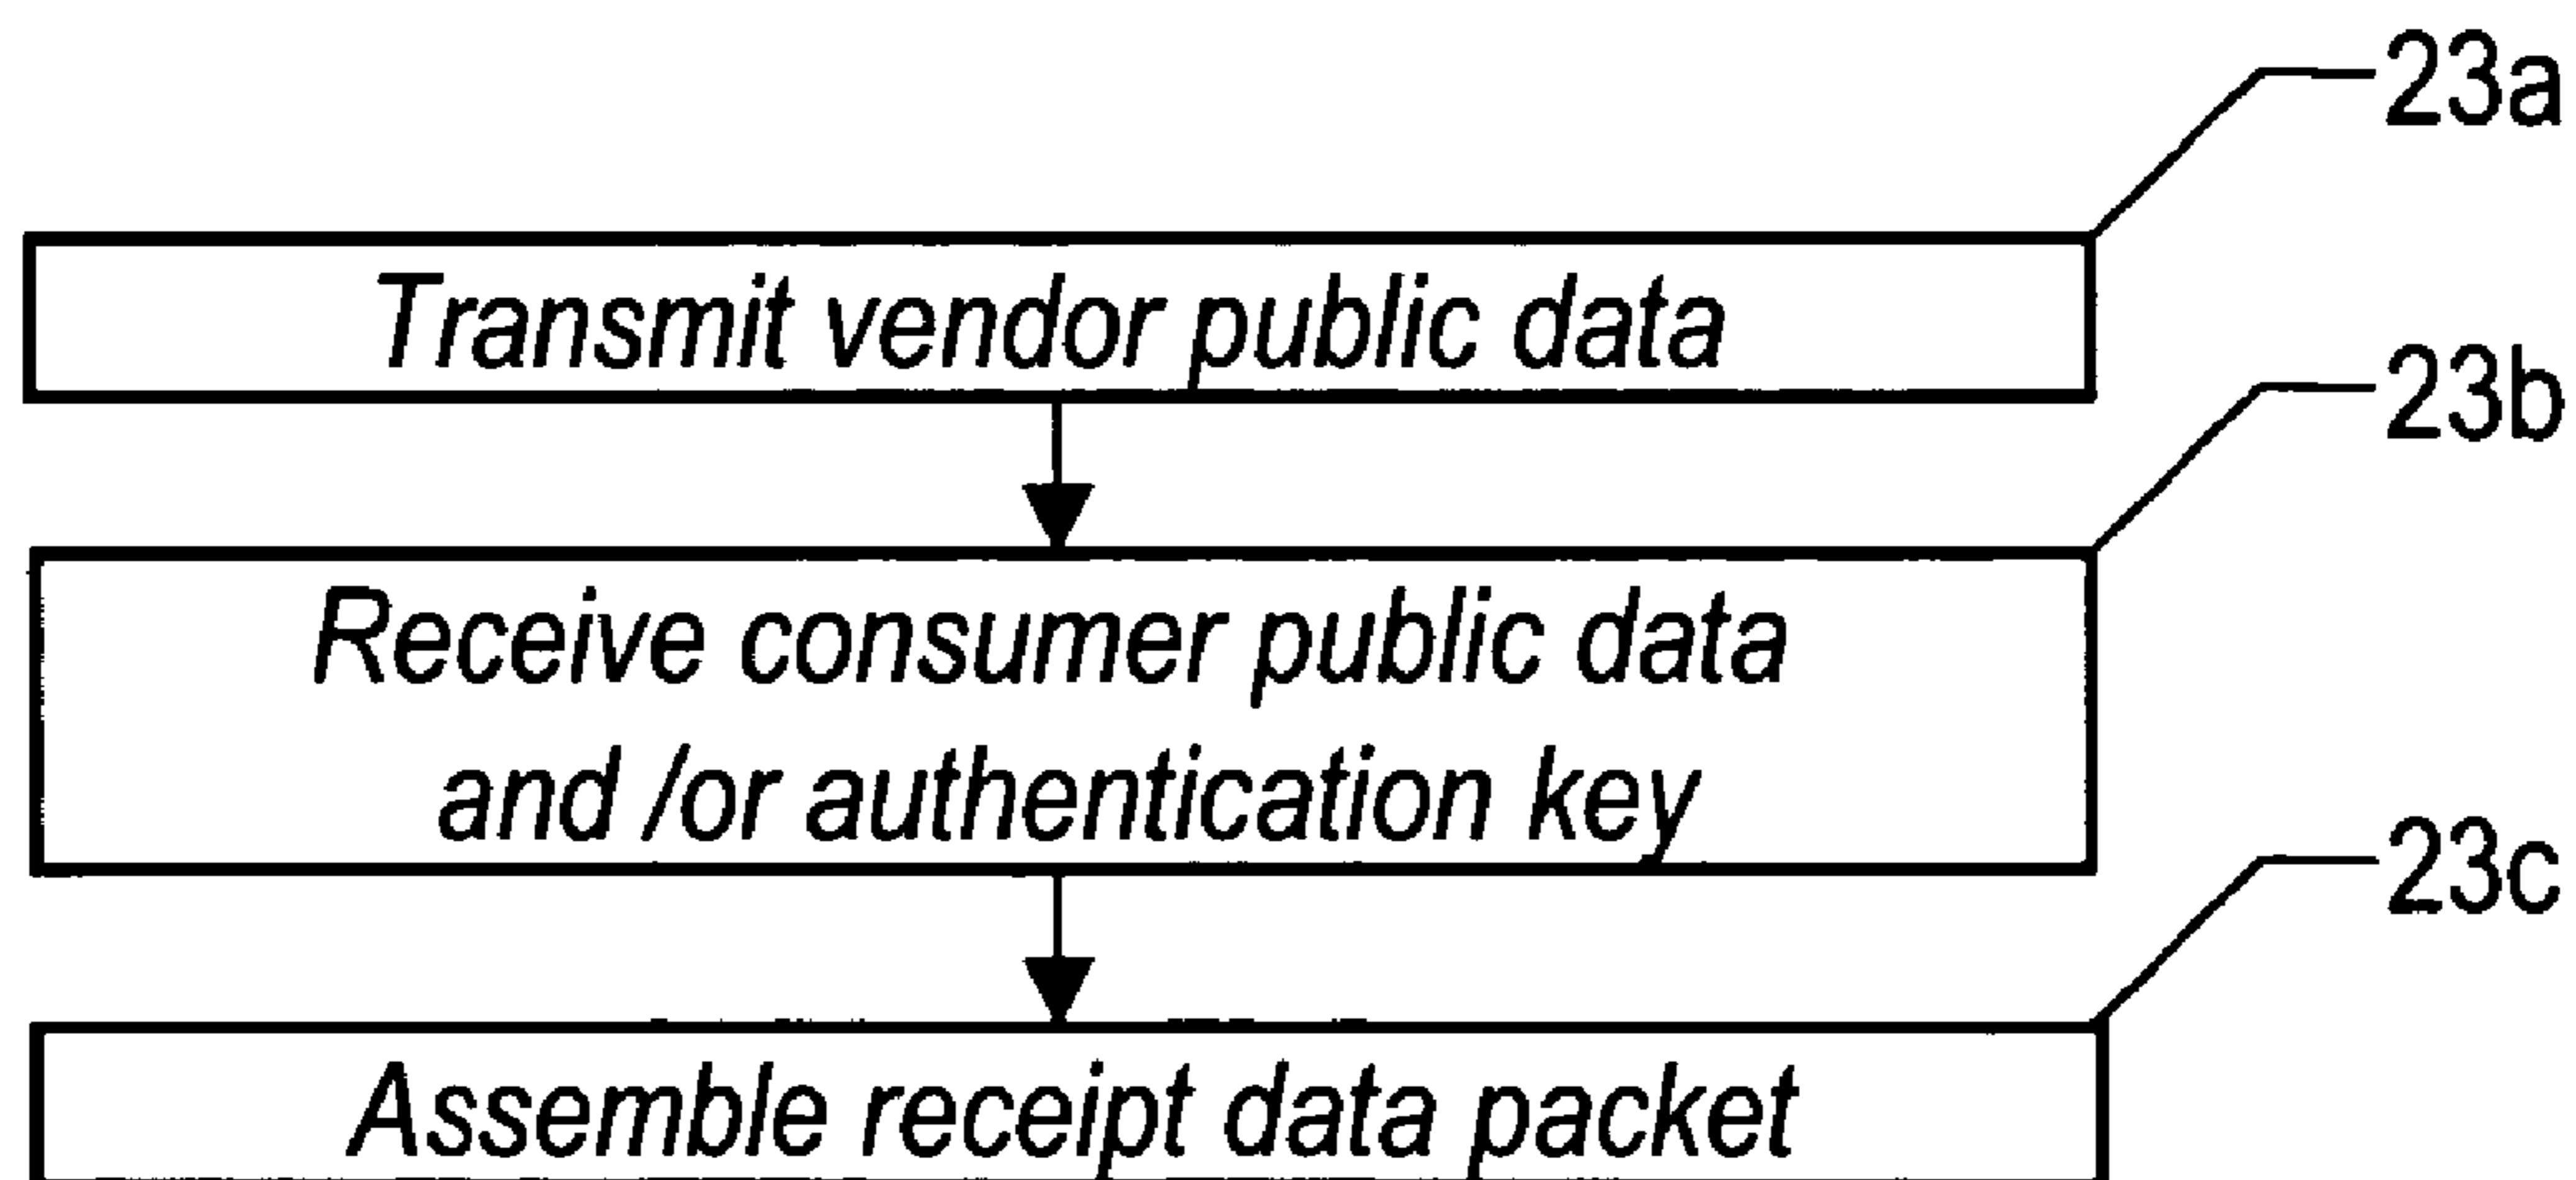 23a
Transmit vendor public data
23b
Receive consumer public data
and /or authentication key
23c
Assemble receipt data packet